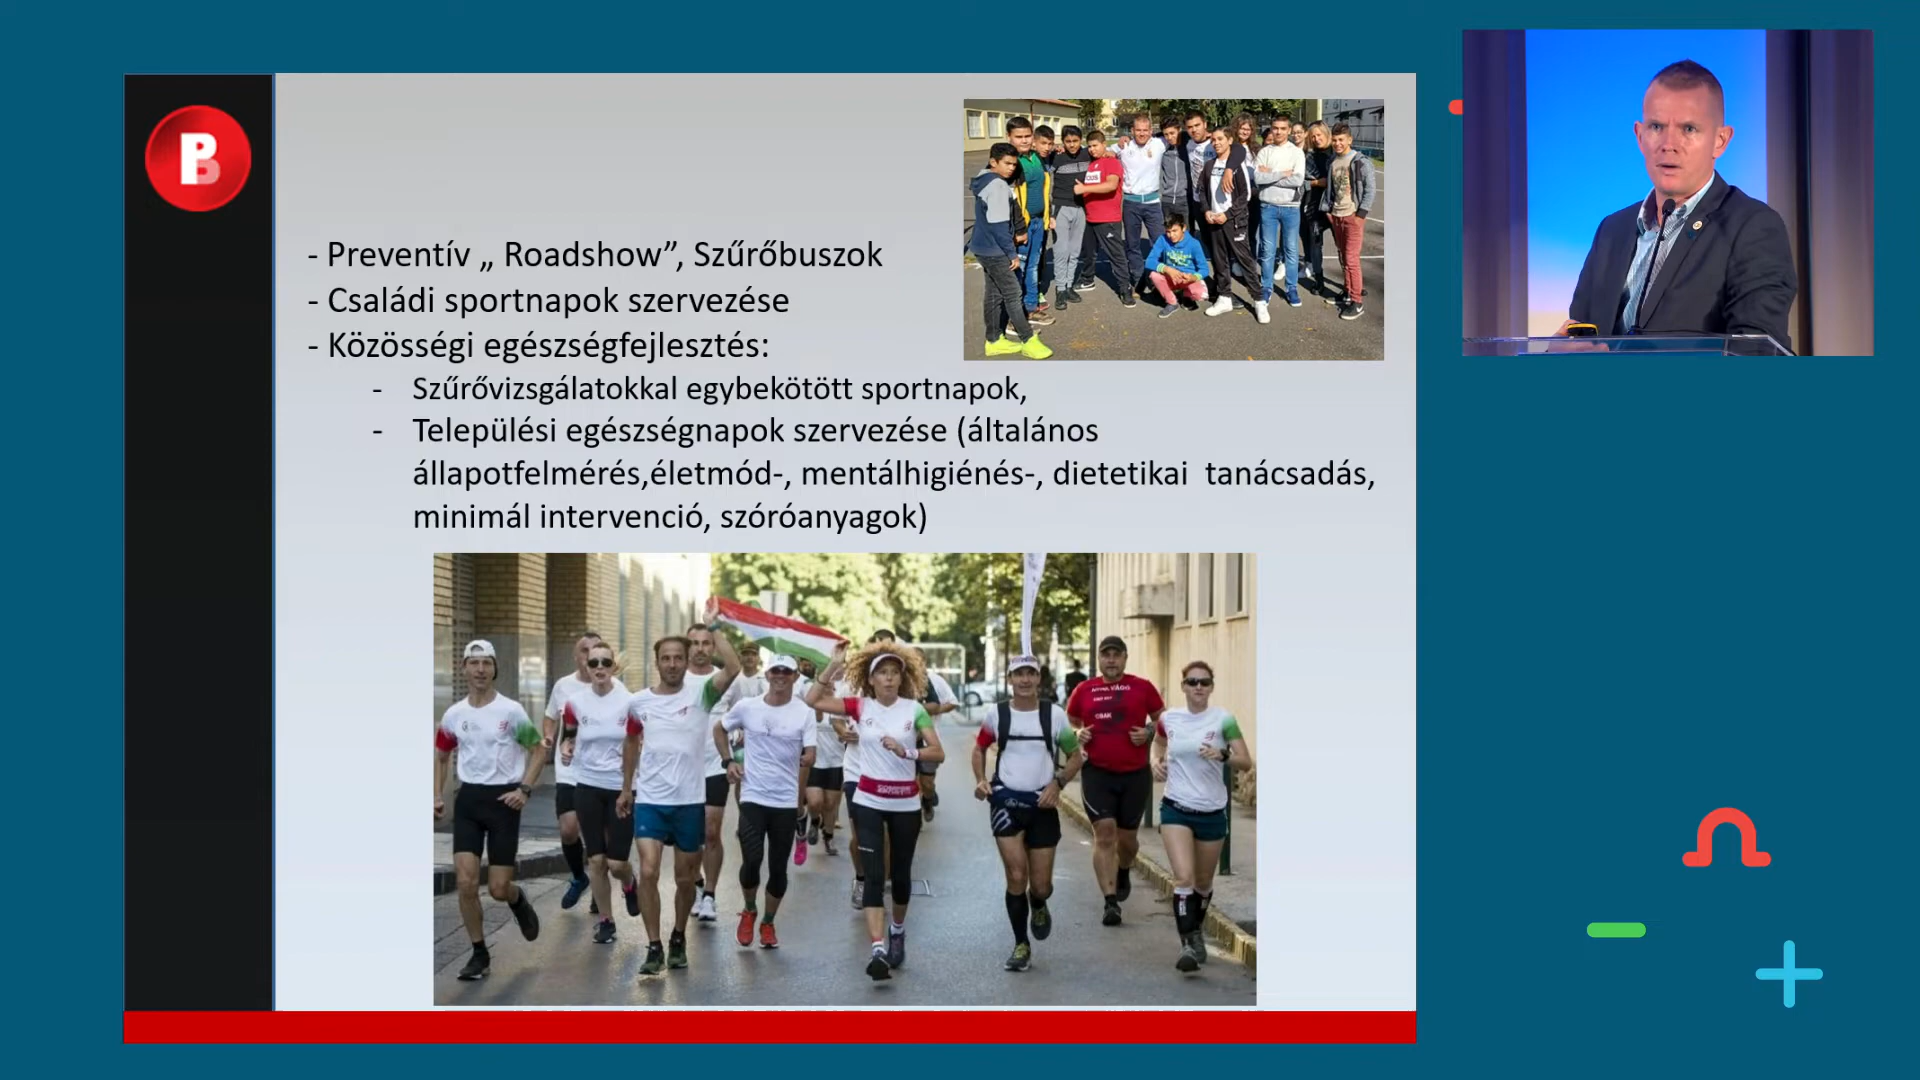 PB
- Preventív „ Roadshow”, Szűrőbuszok
- Családi sportnapok szervezése
- Közösségi egészségfejlesztés:
- Szűrővizsgálatokkal egybekötött sportnapok,
- Települési egészségnapok szervezése (általános
állapotfelmérés,életmód-, mentálhigiénés-, dietetikai  tanácsadás,
minimál intervenció, szóróanyagok)